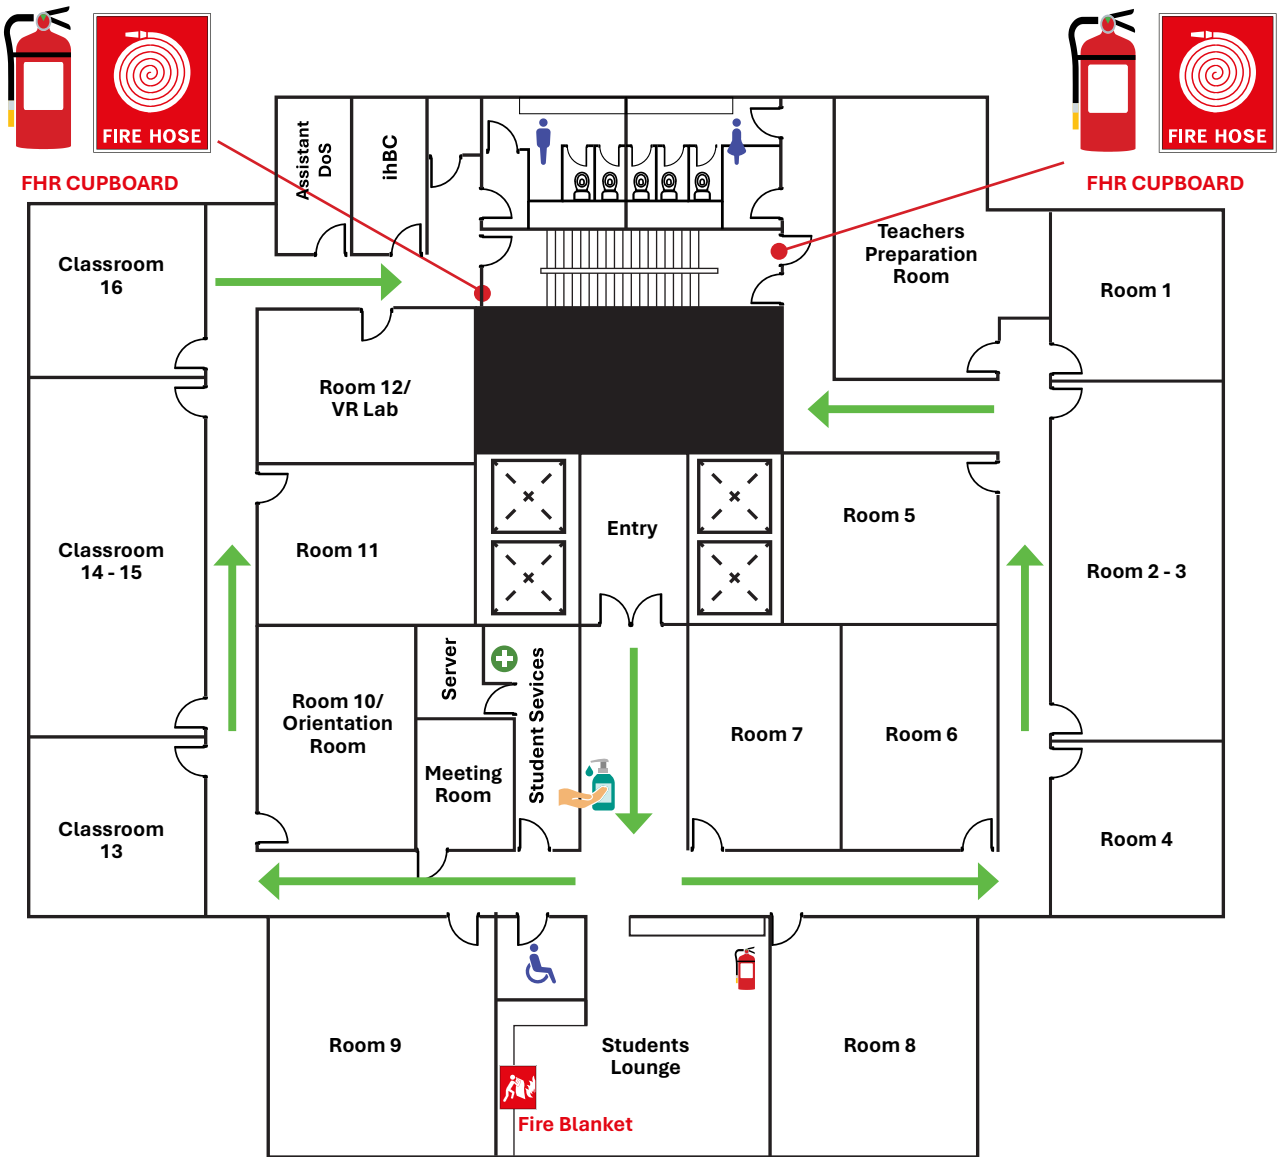 FIRE HOSE
FHR CUPBOARD
FIRE HOSE
FHR CUPBOARD
Assistant
DoS
ihBC
Teachers
Preparation
Room
Classroom
16
Room 1
Room 12/
VR Lab
Room 11
Entry
Room 5
Classroom
14 - 15
Room 2 - 3
Server
Student Sevices
Room 10/
Orientation
Room
Meeting
Room
Room 7
Room 6
Classroom
13
Room 4
Room 9
Students
Lounge
Room 8
Fire Blanket